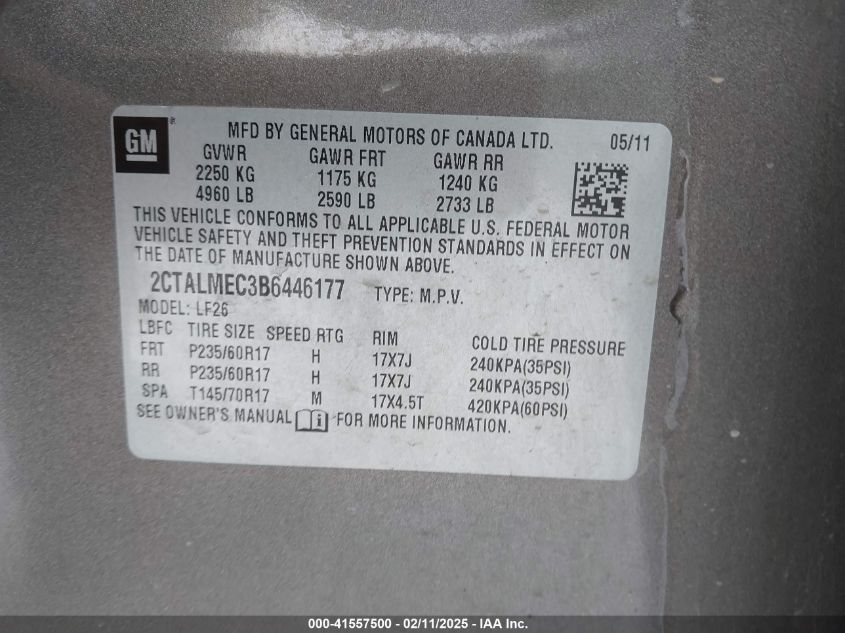 GM® MFD BY GENERAL MOTORS OF CANADA LTD. 05/11
GVWR GAWR FRT GAWR RR
2250 KG 1175 KG 1240 KG
4960 LB 2590 LB 2733 LB
THIS VEHICLE CONFORMS TO ALL APPLICABLE U.S. FEDERAL MOTOR
VEHICLE SAFETY AND THEFT PREVENTION STANDARDS IN EFFECT ON
THE DATE OF MANUFACTURE SHOWN ABOVE.
2CTALMEC3B6446177 TYPE: M.P.V.
MODEL: LF26
LBFC TIRE SIZE SPEED RTG RIM COLD TIRE PRESSURE
FRT P235/60R17 H 17X7J 240KPA(35PSI)
RR P235/60R17 H 17X7J 240KPA(35PSI)
SPA T145/70R17 M 17X4.5T 420KPA(60PSI)
SEE OWNER'S MANUAL FOR MORE INFORMATION.
000-41557500 - 02/11/2025 - IAA Inc.